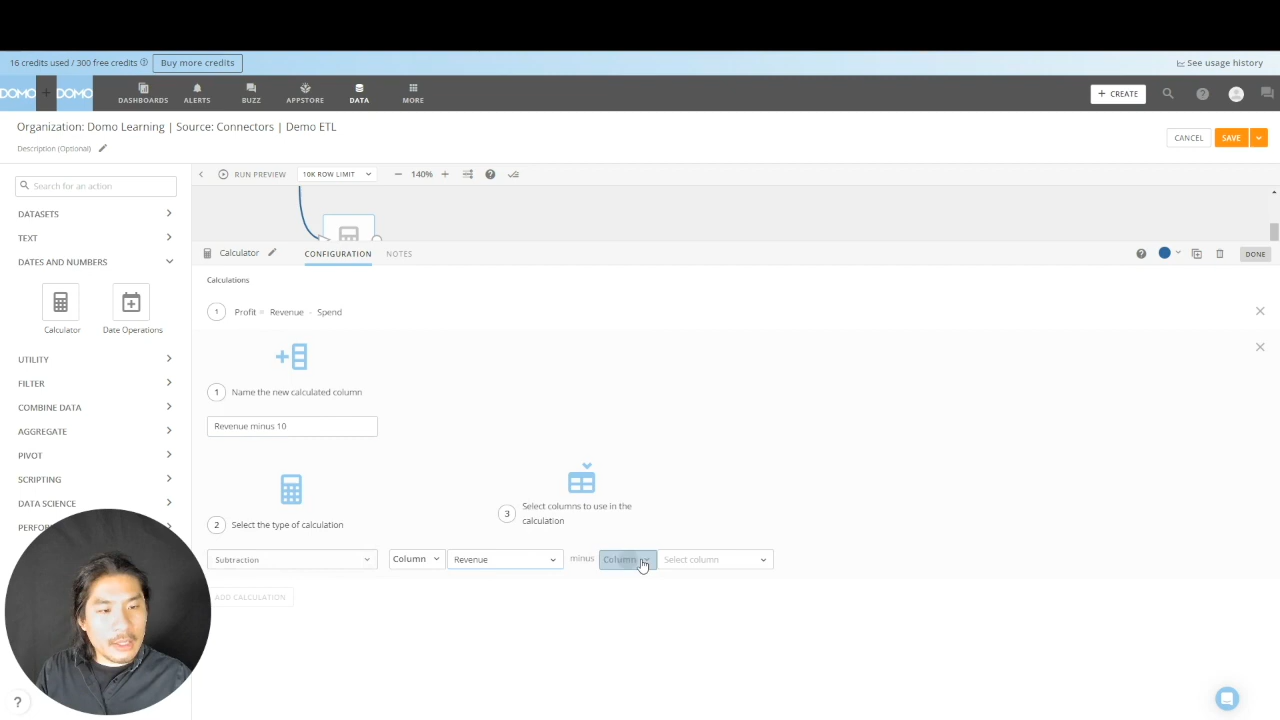 16 credits used / 300 free credits
Buy more credits
See usage history
DOMO + DOMO
DASHBOARDS
ALERTS
BUZZ
APPSTORE
DATA
MORE
+ CREATE
Organization: Domo Learning | Source: Connectors | Demo ETL
CANCEL
SAVE
Description (Optional)
RUN PREVIEW
10K ROW LIMIT
140%
Search for an action
DATASETS
TEXT
DATES AND NUMBERS
Calculator
Date Operations
UTILITY
FILTER
COMBINE DATA
AGGREGATE
PIVOT
SCRIPTING
DATA SCIENCE
Calculator
CONFIGURATION
NOTES
DONE
Calculations
1 Profit = Revenue - Spend
1 Name the new calculated column
Revenue minus 10
3 Select columns to use in the
calculation
2 Select the type of calculation
Subtraction
Column
Revenue
minus
Column
Select column
ADD CALCULATION